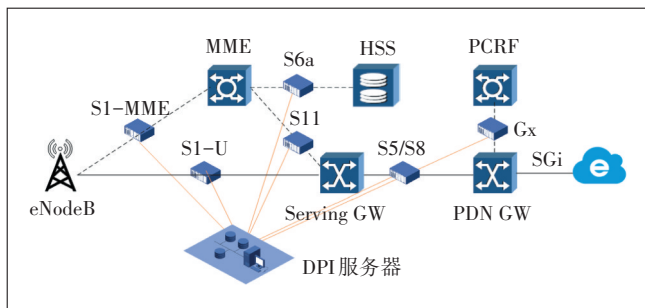 MME
S6a
HSS
PCRF
S1-MME
S11
Gx
S1-U
S5/S8
SGi
eNodeB
Serving GW
PDN GW
DPI服务器